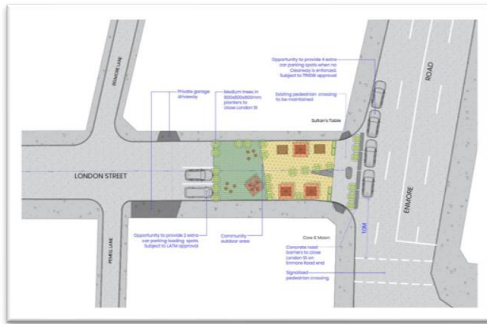 Opportunity to provide 4 extra
car parking spots when no
Clearway is enforced.
Subject to TfNSW approval
Private garage
driveway
Medium trees in
planters to
close London St
Existing pedestrian crossing
to be maintained
Sultan's Table
ROAD
LONDON STREET
ENMORE
10M
Opportunity to provide 2 extra
car parking loading spots
Subject to LATM approval
Community
outdoor area
Cow & Moon
Concrete road
barriers to close
London St on
Enmore Road end
Signalised
pedestrian crossing